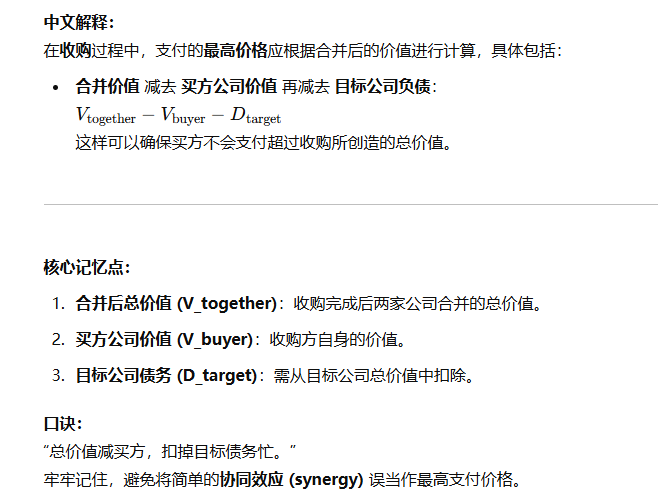 中文解释：
在收购过程中，支付的最高价格应根据合并后的价值进行计算，具体包括：
• 合并价值 减去 买方公司价值 再减去 目标公司负债：
V_together − V_buyer − D_target
这样可以确保买方不会支付超过收购所创造的总价值。
核心记忆点：
1. 合并后总价值 (V_together)：收购完成后两家公司合并的总价值。
2. 买方公司价值 (V_buyer)：收购方自身的价值。
3. 目标公司债务 (D_target)：需从目标公司总价值中扣除。
口诀：
“总价值减买方，扣掉目标债务忙。”
牢牢记住，避免将简单的协同效应 (synergy) 误当作最高支付价格。